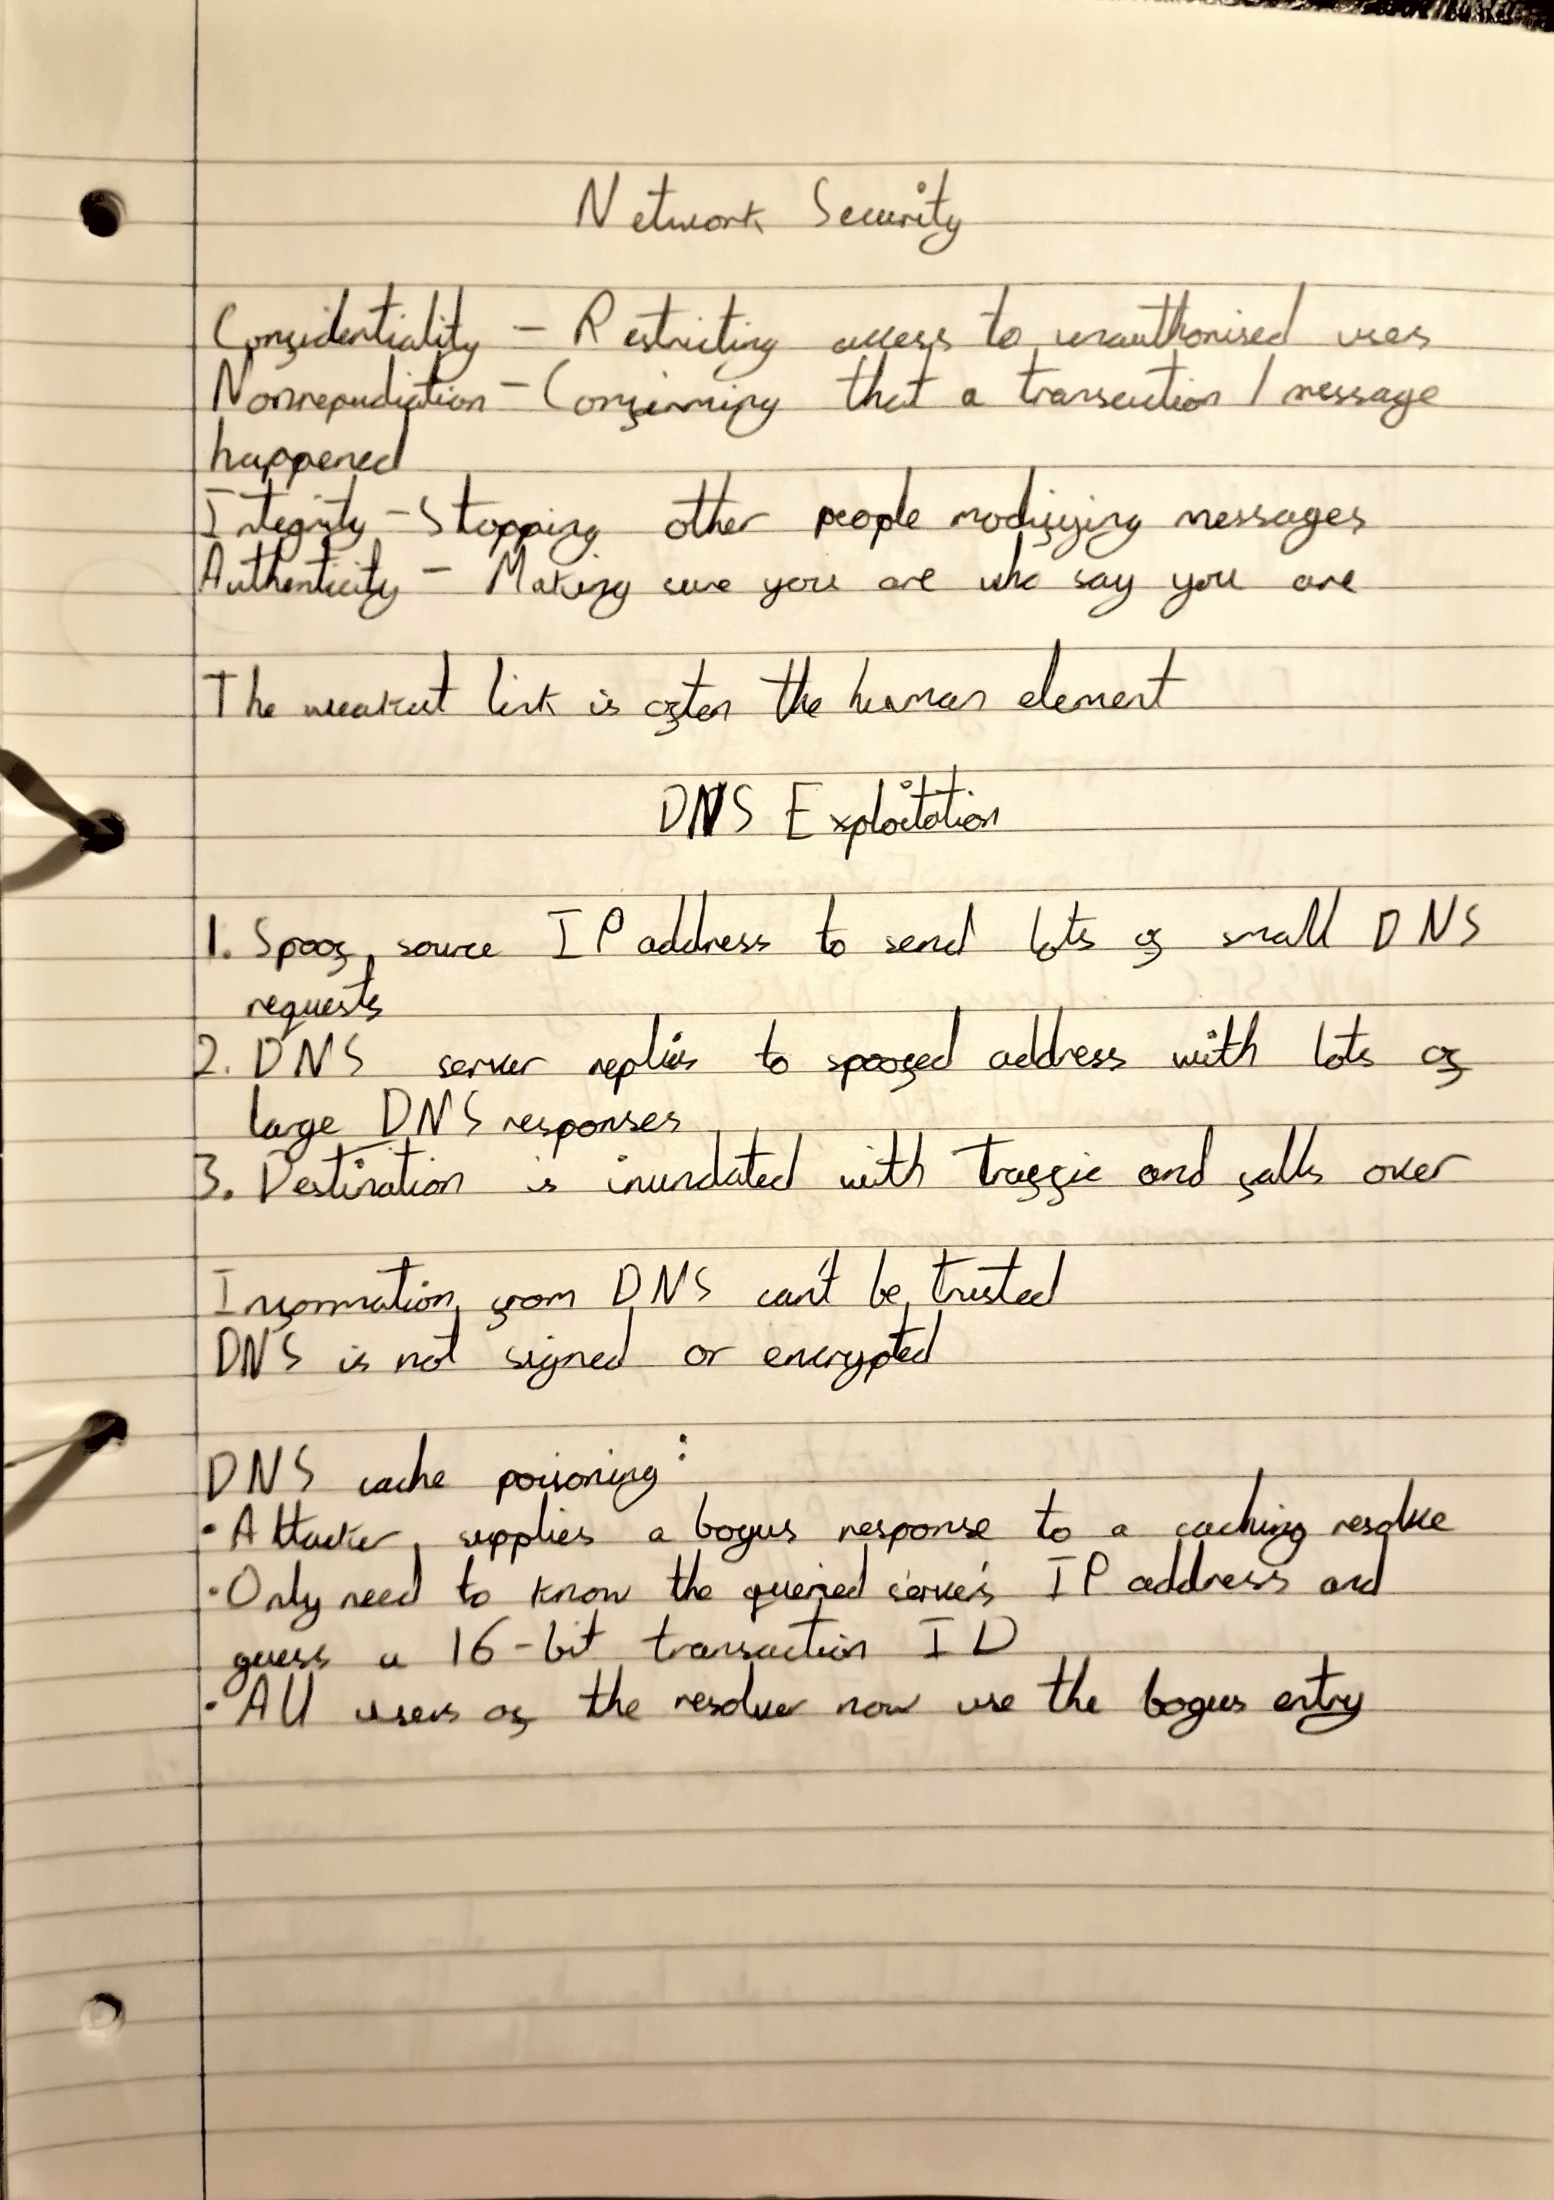 Network Security
Confidentiality - Restricting access to unauthorised uses
Nonrepudiation - Confirming that a transaction / message
happened
Integrity - Stopping other people modifying messages
Authenticity - Making sure you are who say you are
The weakest link is often the human element
DNS Exploitation
1. Spoof source IP address to send lots of small DNS
requests
2. DNS server replies to spoofed address with lots of
large DNS responses
3. Destination is inundated with traffic and falls over
Information from DNS can't be trusted
DNS is not signed or encrypted
DNS cache poisoning:
• Attacker supplies a bogus response to a caching resolve
• Only need to know the queried server's IP address and
guess a 16-bit transaction ID
• All users of the resolver now use the bogus entry